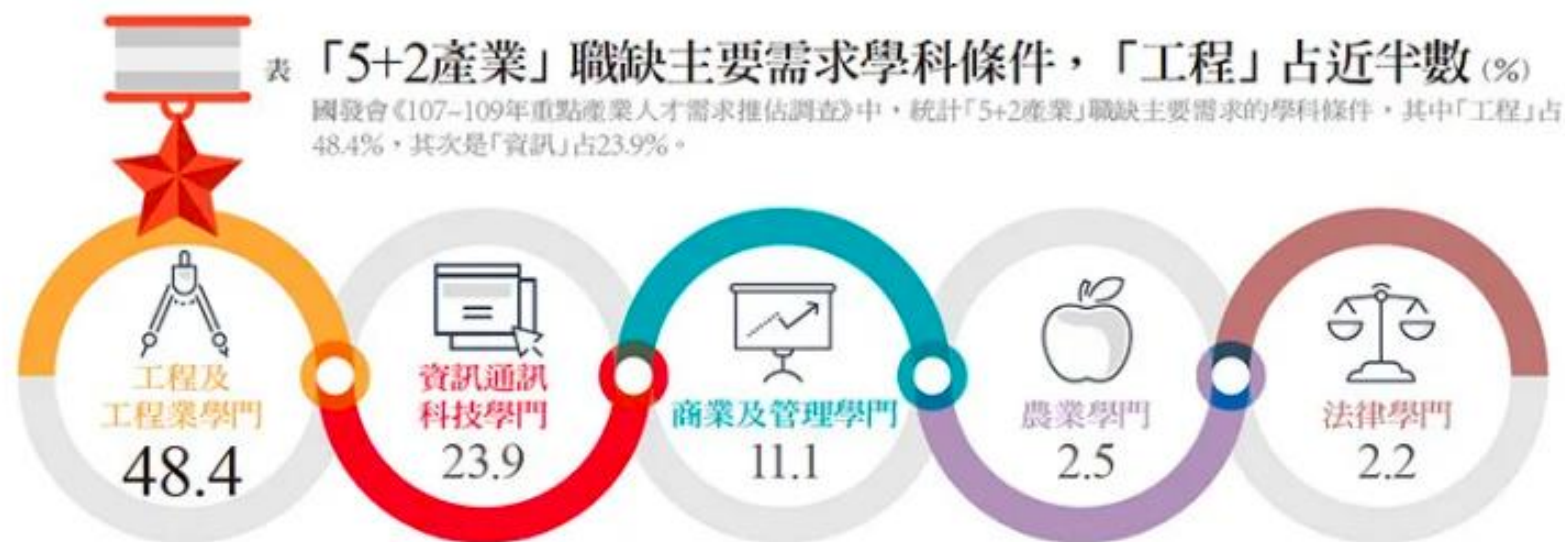 表 「5+2產業」職缺主要需求學科條件，「工程」占近半數 (%)
國發會《107~109年重點產業人才需求推估調查》中，統計「5+2產業」職缺主要需求的學科條件，其中「工程」占
48.4%，其次是「資訊」占23.9%。
工程及
工程業學門
48.4
資訊通訊
科技學門
23.9
商業及管理學門
11.1
農業學門
2.5
法律學門
2.2